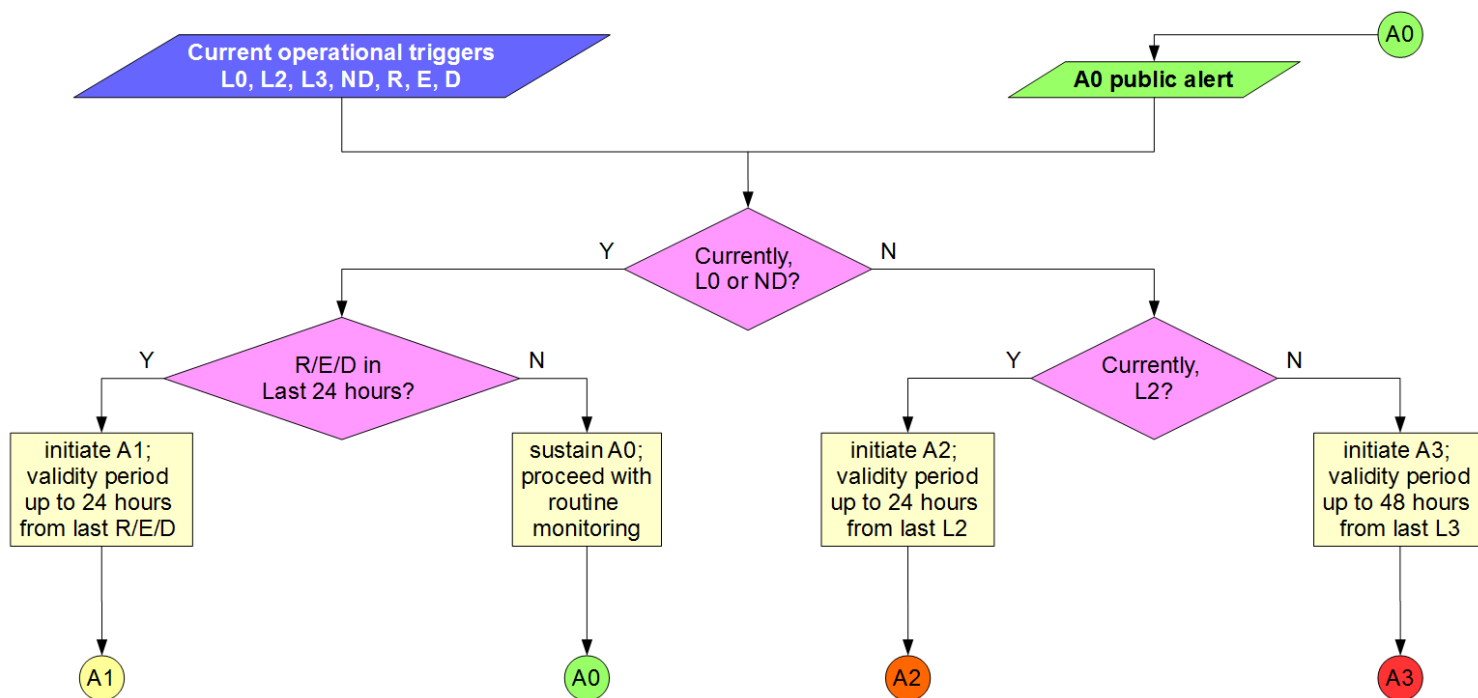 Current operational triggers
L0, L2, L3, ND, R, E, D
A0
A0 public alert
Y
Currently,
L0 or ND?
N
Y
R/E/D in
Last 24 hours?
N
Y
Currently,
L2?
N
initiate A1;
validity period
up to 24 hours
from last R/E/D
sustain A0;
proceed with
routine
monitoring
initiate A2;
validity period
up to 24 hours
from last L2
initiate A3;
validity period
up to 48 hours
from last L3
A1
A0
A2
A3